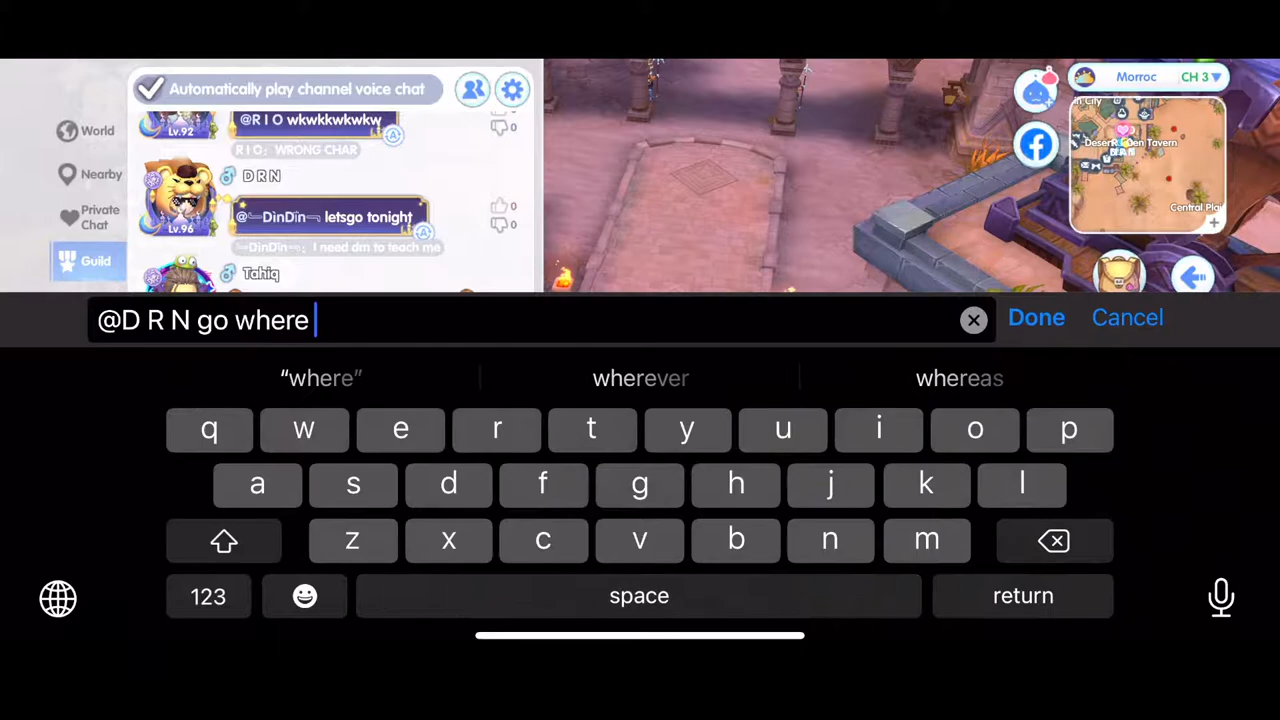 Automatically play channel voice chat
World
Nearby
Private
Chat
Guild
@R I O wkwkkwkwkw
Lv.92
A
0
R I O：WRONG CHAR
D R N
@╘═DinDin═╕ letsgo tonight
Lv.96
A
0
0
DinDin：I need dm to teach me
Tahiq
Morroc
CH 3▼
n City
Desert
den Tavern
D R N
Central Pla
@D R N go where
Done
Cancel
“where”
wherever
whereas
q w e r t y u i o p
a s d f g h j k l
z x c v b n m
123
space
return